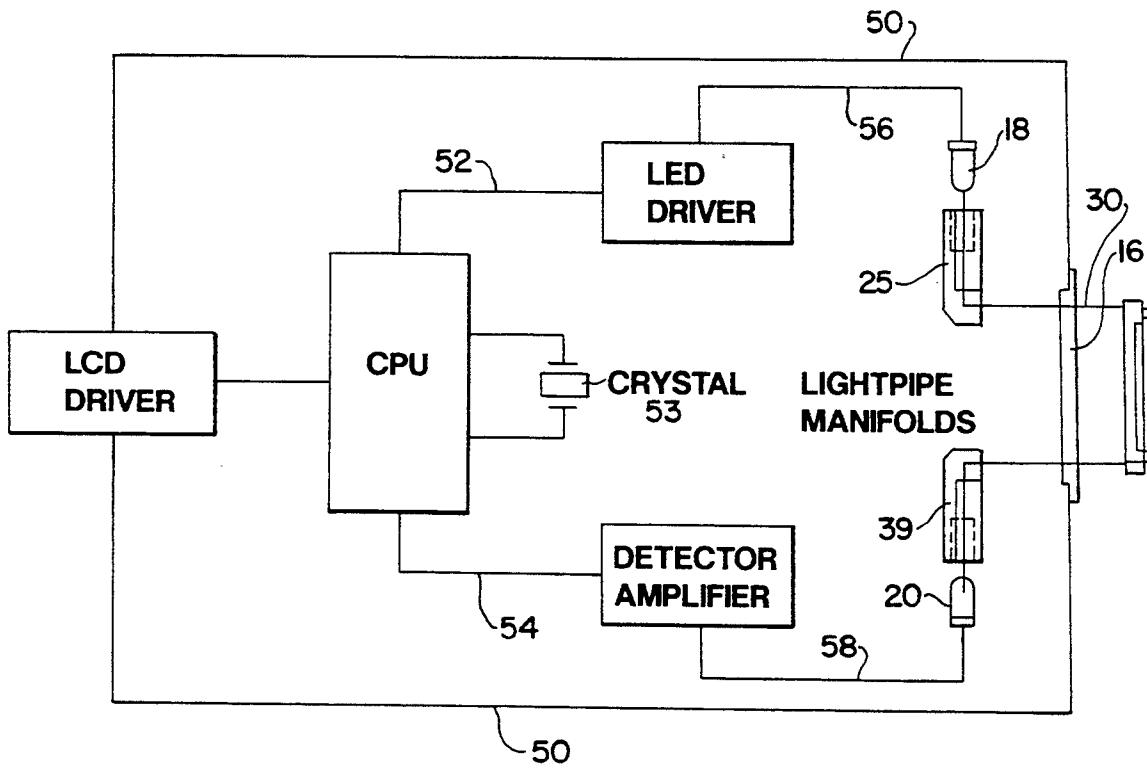 50
56
18
52
LED
DRIVER
30
16
25
LCD
DRIVER
CPU
CRYSTAL
53
LIGHTPIPE
MANIFOLDS
39
DETECTOR
AMPLIFIER
20
54
58
50